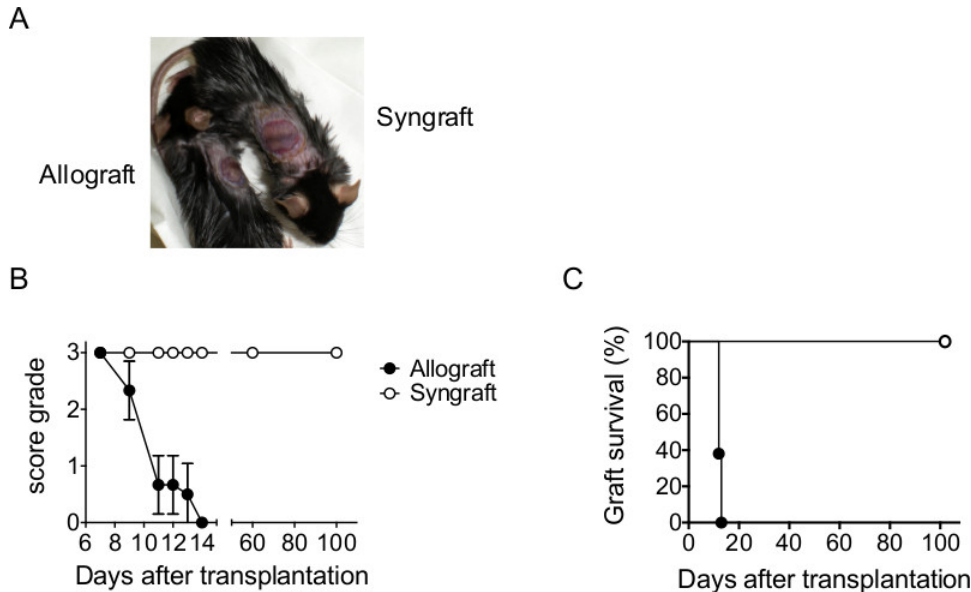 A
Syngraft
Allograft
B
score grade
3
2
1
0
6 8 10 12 14 60 80 100
Days after transplantation
Allograft
Syngraft
C
Graft survival (%)
100
80
60
40
20
0
0 20 40 60 80 100
Days after transplantation